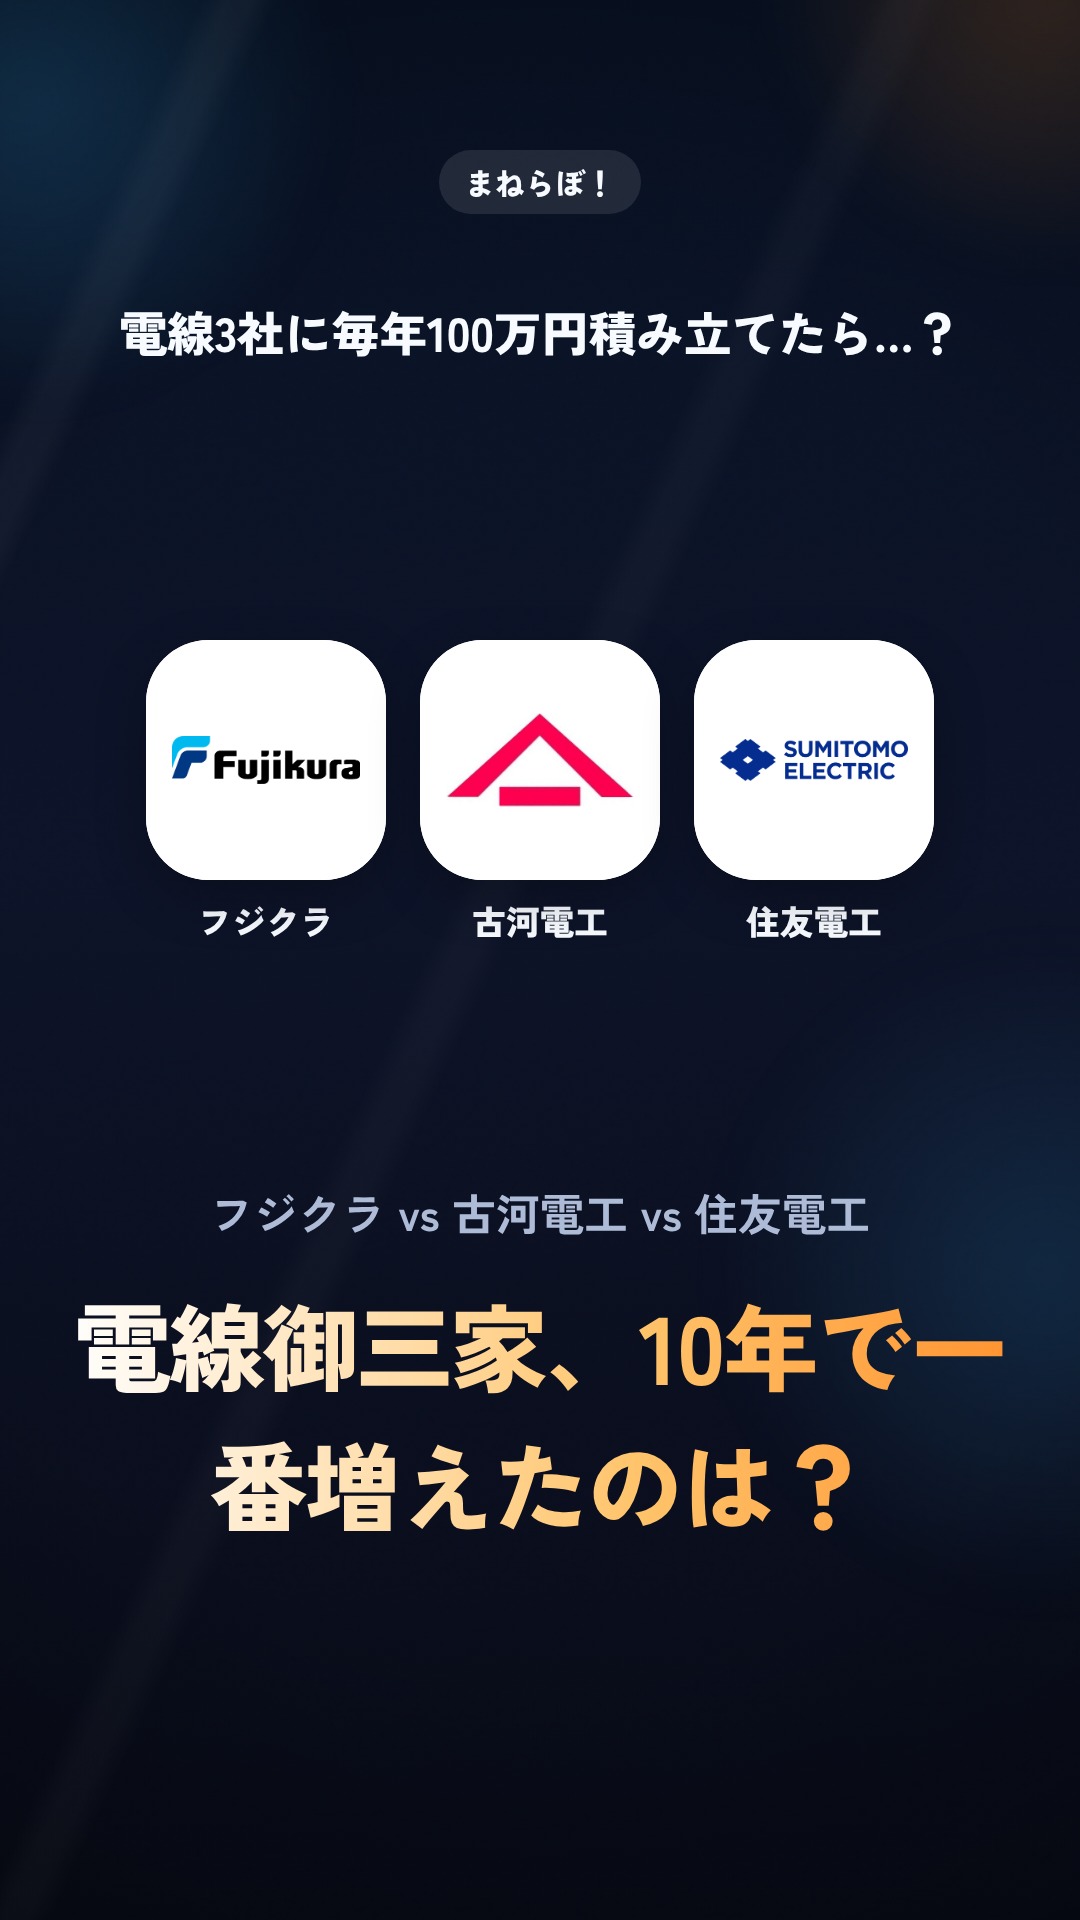 まねらぼ！
電線3社に毎年100万円積み立てたら...？
Fujikura
SUMITOMO
ELECTRIC
フジクラ
古河電工
住友電工
フジクラ vs 古河電工 vs 住友電工
電線御三家、10年で一
番増えたのは？